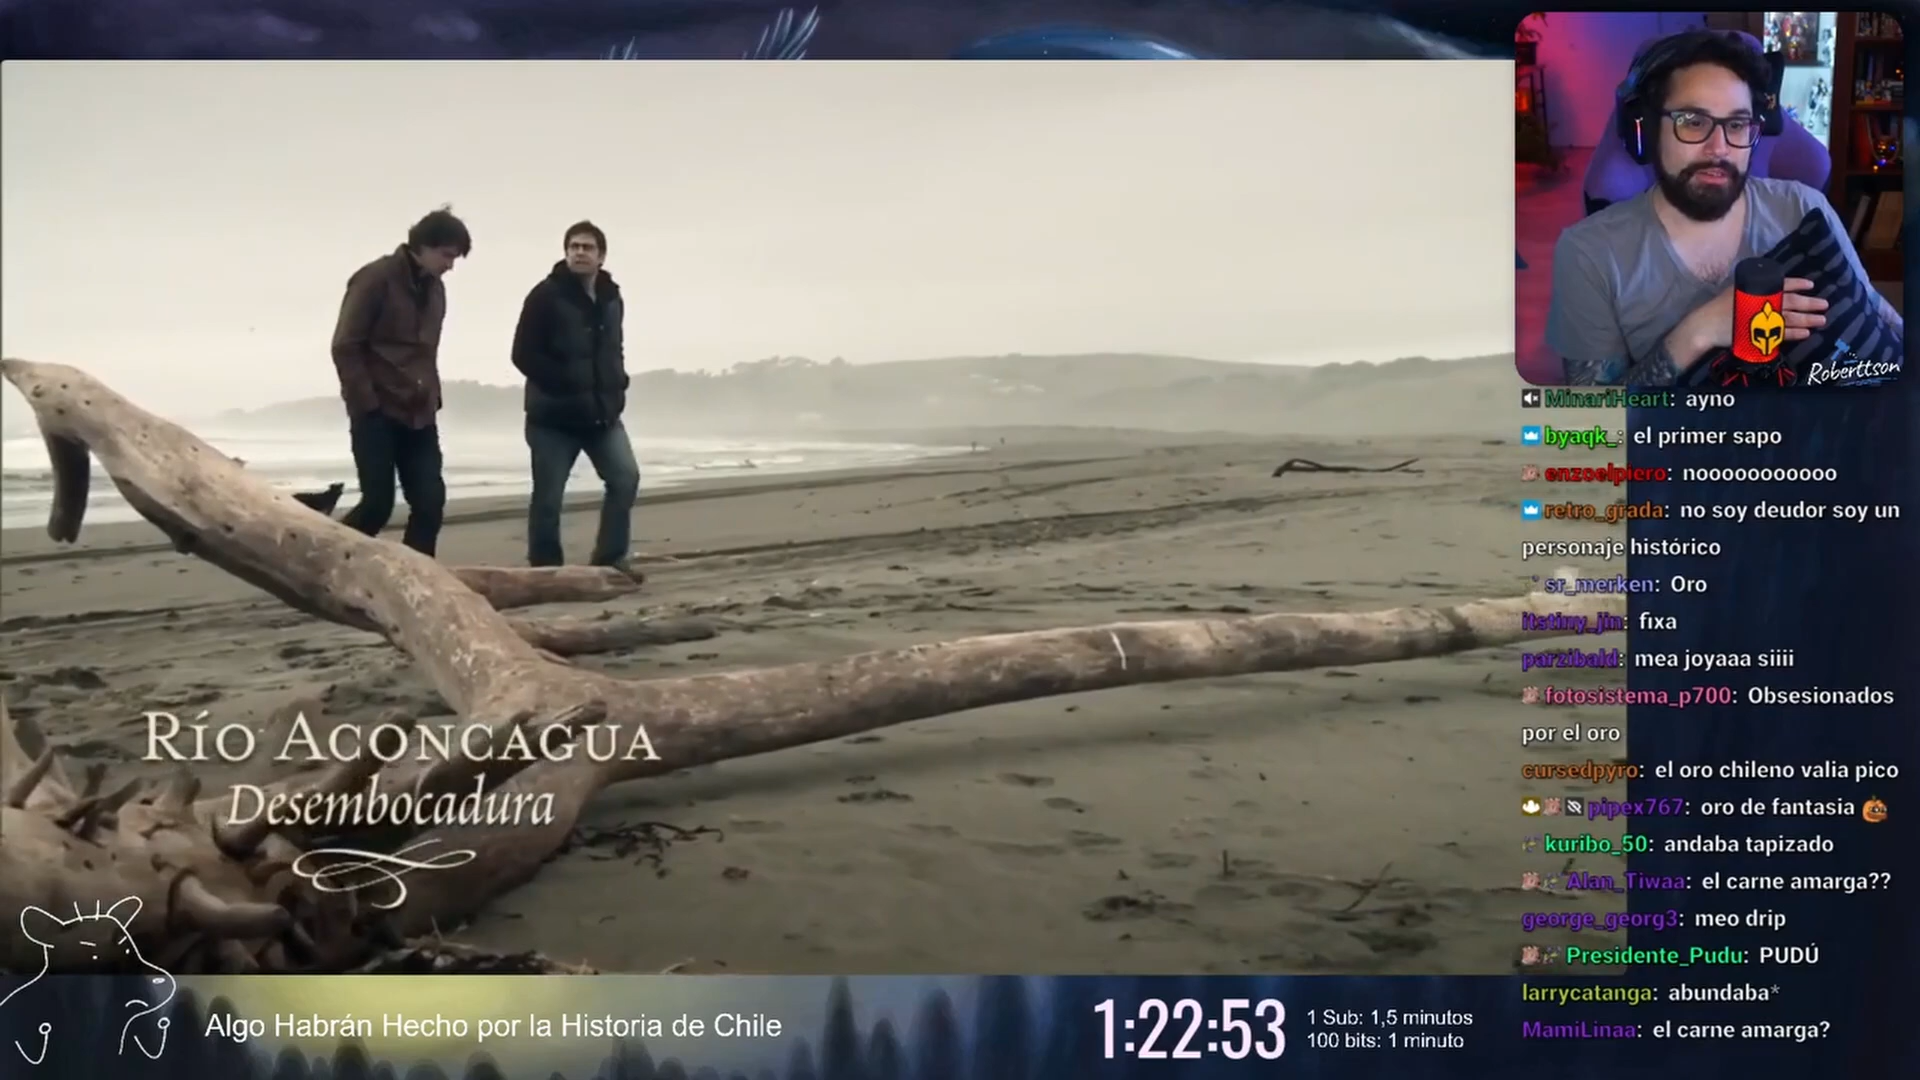 RÍO ACONCAGUA
Desembocadura
Algo Habrán Hecho por la Historia de Chile
1:22:53
1 Sub: 1,5 minutos
100 bits: 1 minuto
Roberttson
MinariHeart: ayno
byaqk_: el primer sapo
enzoelpiero: nooooooooooo
retro_grada: no soy deudor soy un
personaje histórico
sr_merken: Oro
itstiny_jin: fixa
parzibald: mea joyaaa siiii
fotosistema_p700: Obsesionados
por el oro
cursedpyro: el oro chileno valia pico
pipex767: oro de fantasia
kuribo_50: andaba tapizado
Alan_Tiwaa: el carne amarga??
george_georg3: meo drip
Presidente_Pudu: PUDÚ
larrycatanga: abundaba*
MamiLinaa: el carne amarga?